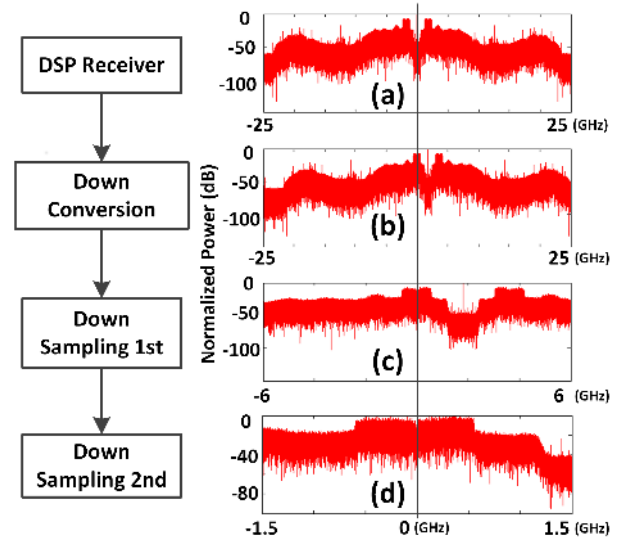 DSP Receiver
Down
Conversion
Down
Sampling 1st
Down
Sampling 2nd
Normalized Power (dB)
0
-50
-100
(a)
-25
25 (GHz)
0
-50
-100
(b)
-25
25 (GHz)
0
-50
-100
(c)
-6
6 (GHz)
0
-40
-80
(d)
-1.5
0 (GHz)
1.5 (GHz)